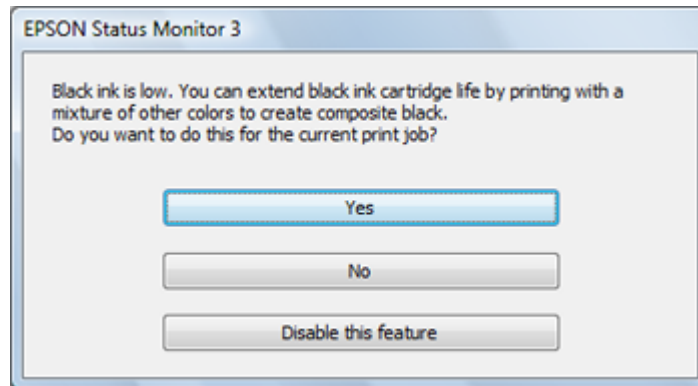 EPSON Status Monitor 3
Black ink is low. You can extend black ink cartridge life by printing with a
mixture of other colors to create composite black.
Do you want to do this for the current print job?
Yes
No
Disable this feature